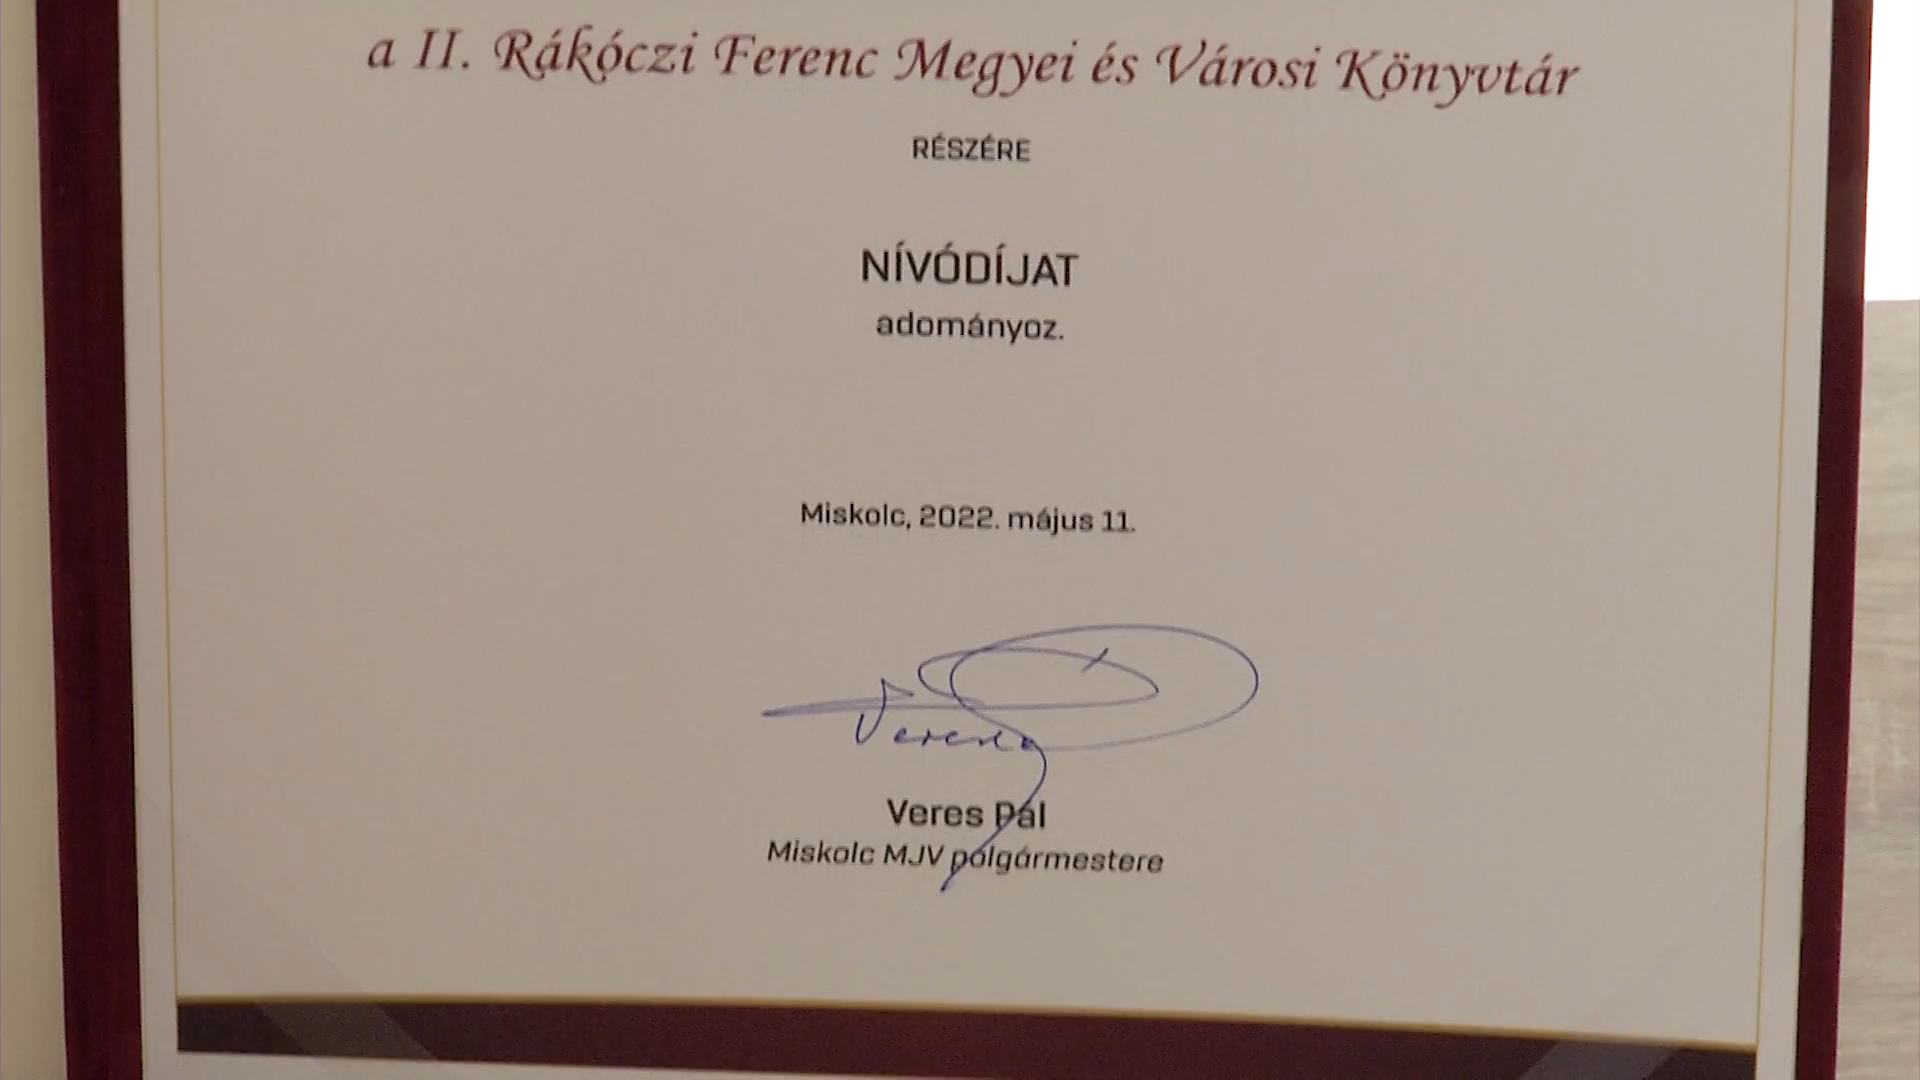 a II. Rákóczi Ferenc Megyei és Városi Könyvtár
RÉSZÉRE
NÍVÓDÍJAT
adományoz.
Miskolc, 2022. május 11.
Veres
Veres Pál
Miskolc MJV polgármestere